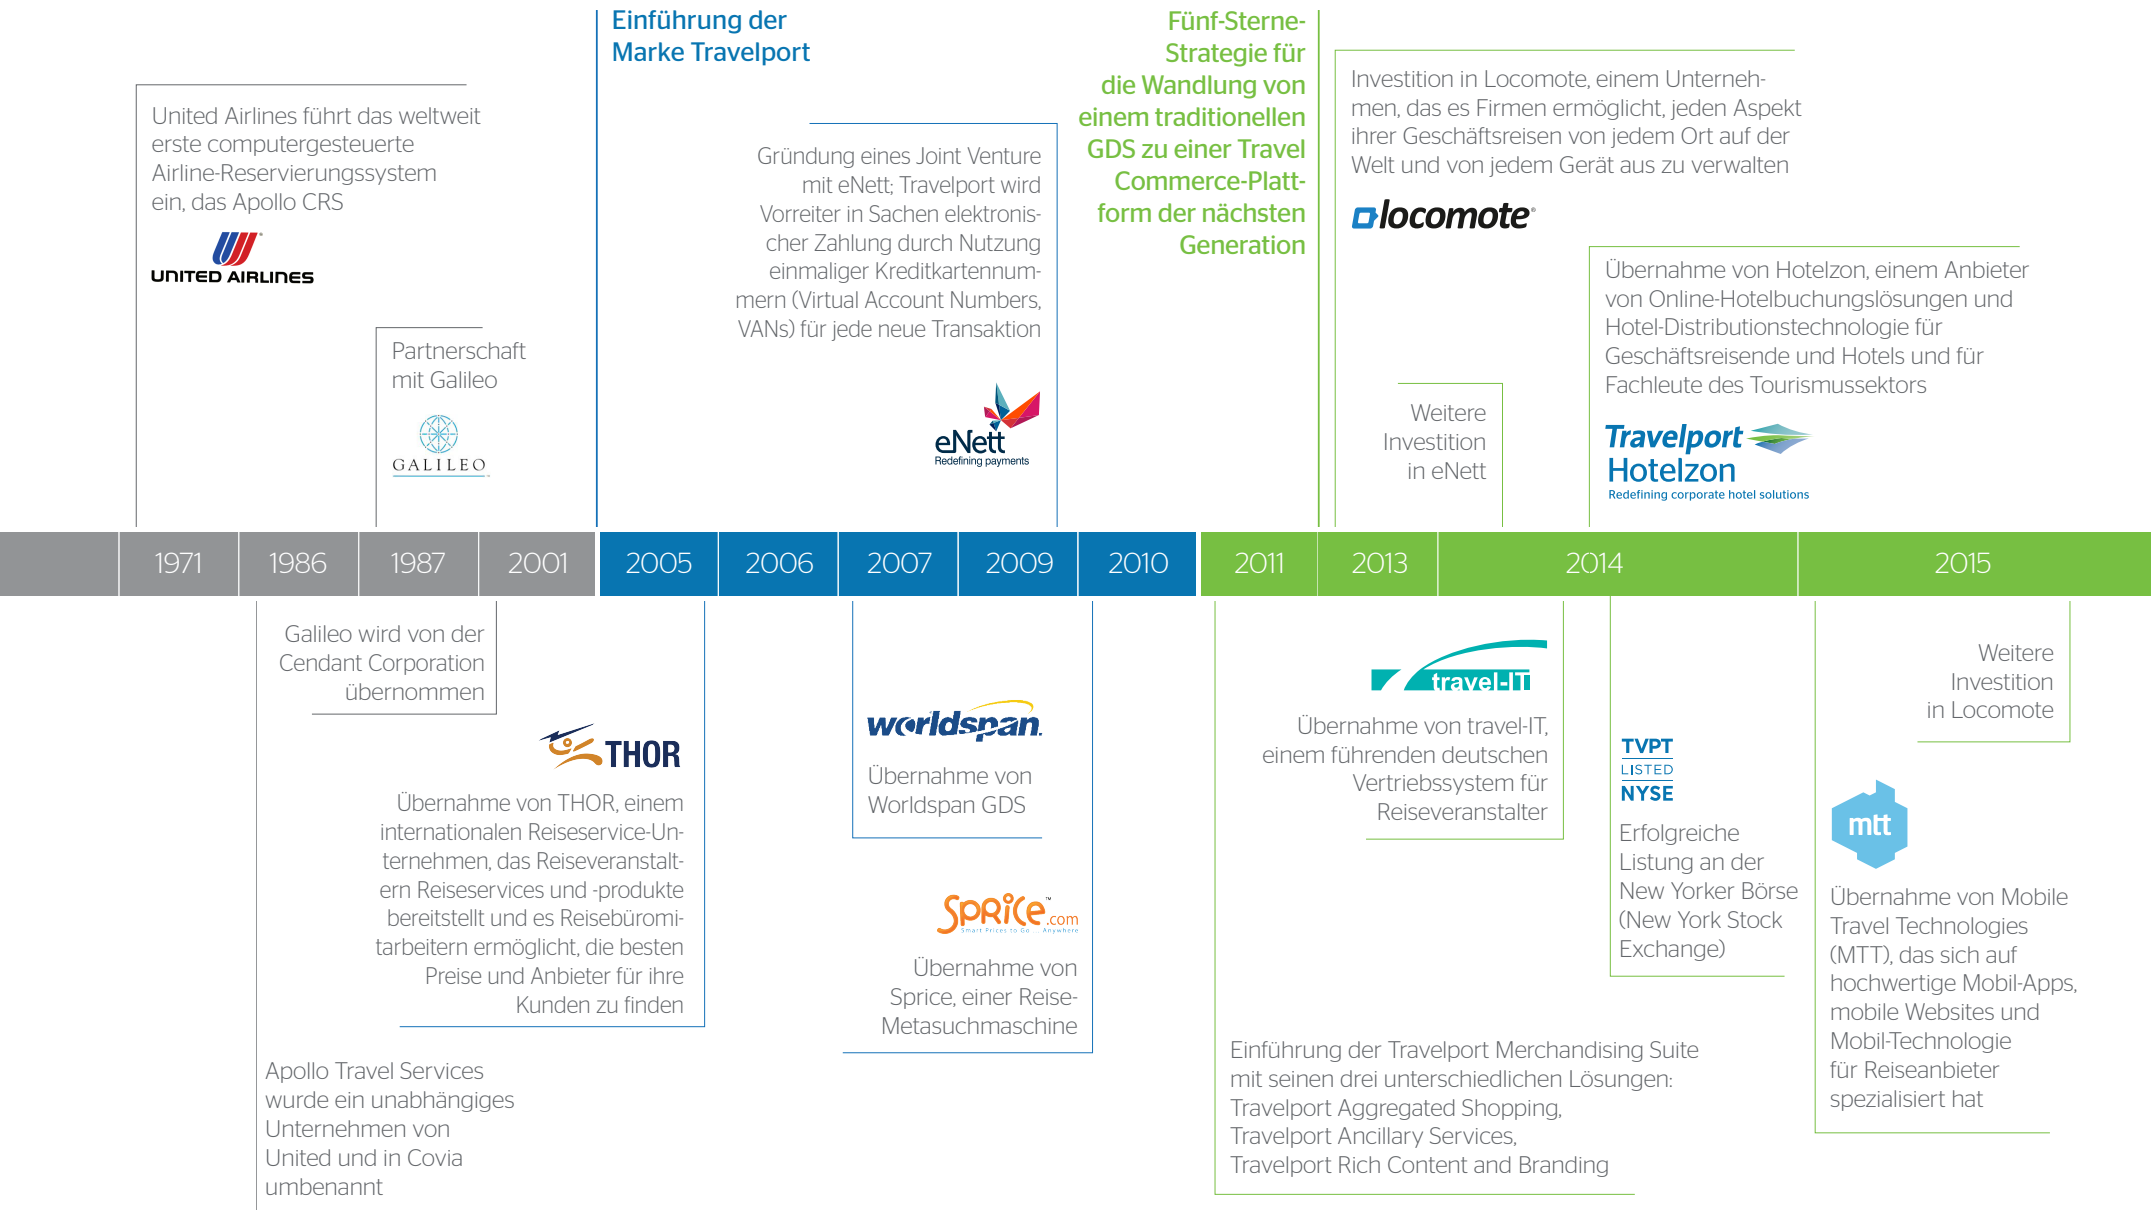 Einführung der
Marke Travelport
Fünf-Sterne-
Strategie für
die Wandlung von
einem traditionellen
GDS zu einer Travel
Commerce-Platt-
form der nächsten
Generation
United Airlines führt das weltweit
erste computergesteuerte
Airline-Reservierungssystem
ein, das Apollo CRS
UNITED AIRLINES
Partnerschaft
mit Galileo
GALILEO
Gründung eines Joint Venture
mit eNett; Travelport wird
Vorreiter in Sachen elektronis-
cher Zahlung durch Nutzung
einmaliger Kreditkartennum-
mern (Virtual Account Numbers,
VANs) für jede neue Transaktion
eNett
Redefining payments
Investition in Locomote, einem Unterneh-
men, das es Firmen ermöglicht, jeden Aspekt
ihrer Geschäftsreisen von jedem Ort auf der
Welt und von jedem Gerät aus zu verwalten
locomote
Weitere
Investition
in eNett
Übernahme von Hotelzon, einem Anbieter
von Online-Hotelbuchungslösungen und
Hotel-Distributionstechnologie für
Geschäftsreisende und Hotels und für
Fachleute des Tourismussektors
Travelport
Hotelzon
Redefining corporate hotel solutions
1971 1986 1987 2001 2005 2006 2007 2009 2010 2011 2013 2014 2015
Galileo wird von der
Cendant Corporation
übernommen
THOR
Übernahme von THOR, einem
internationalen Reiseservice-Un-
ternehmen, das Reiseveranstalt-
ern Reiseservices und -produkte
bereitstellt und es Reisebüromi-
tarbeitern ermöglicht, die besten
Preise und Anbieter für ihre
Kunden zu finden
Apollo Travel Services
wurde ein unabhängiges
Unternehmen von
United und in Covia
umbenannt
worldspan
Übernahme von
Worldspan GDS
Sprice.com
Smart Prices to Go ... Anywhere
Übernahme von
Sprice, einer Reise-
Metasuchmaschine
travel-IT
Übernahme von travel-IT,
einem führenden deutschen
Vertriebssystem für
Reiseveranstalter
Einführung der Travelport Merchandising Suite
mit seinen drei unterschiedlichen Lösungen:
Travelport Aggregated Shopping,
Travelport Ancillary Services,
Travelport Rich Content and Branding
TVPT
LISTED
NYSE
Erfolgreiche
Listung an der
New Yorker Börse
(New York Stock
Exchange)
Weitere
Investition
in Locomote
mtt
Übernahme von Mobile
Travel Technologies
(MTT), das sich auf
hochwertige Mobil-Apps,
mobile Websites und
Mobil-Technologie
für Reiseanbieter
spezialisiert hat